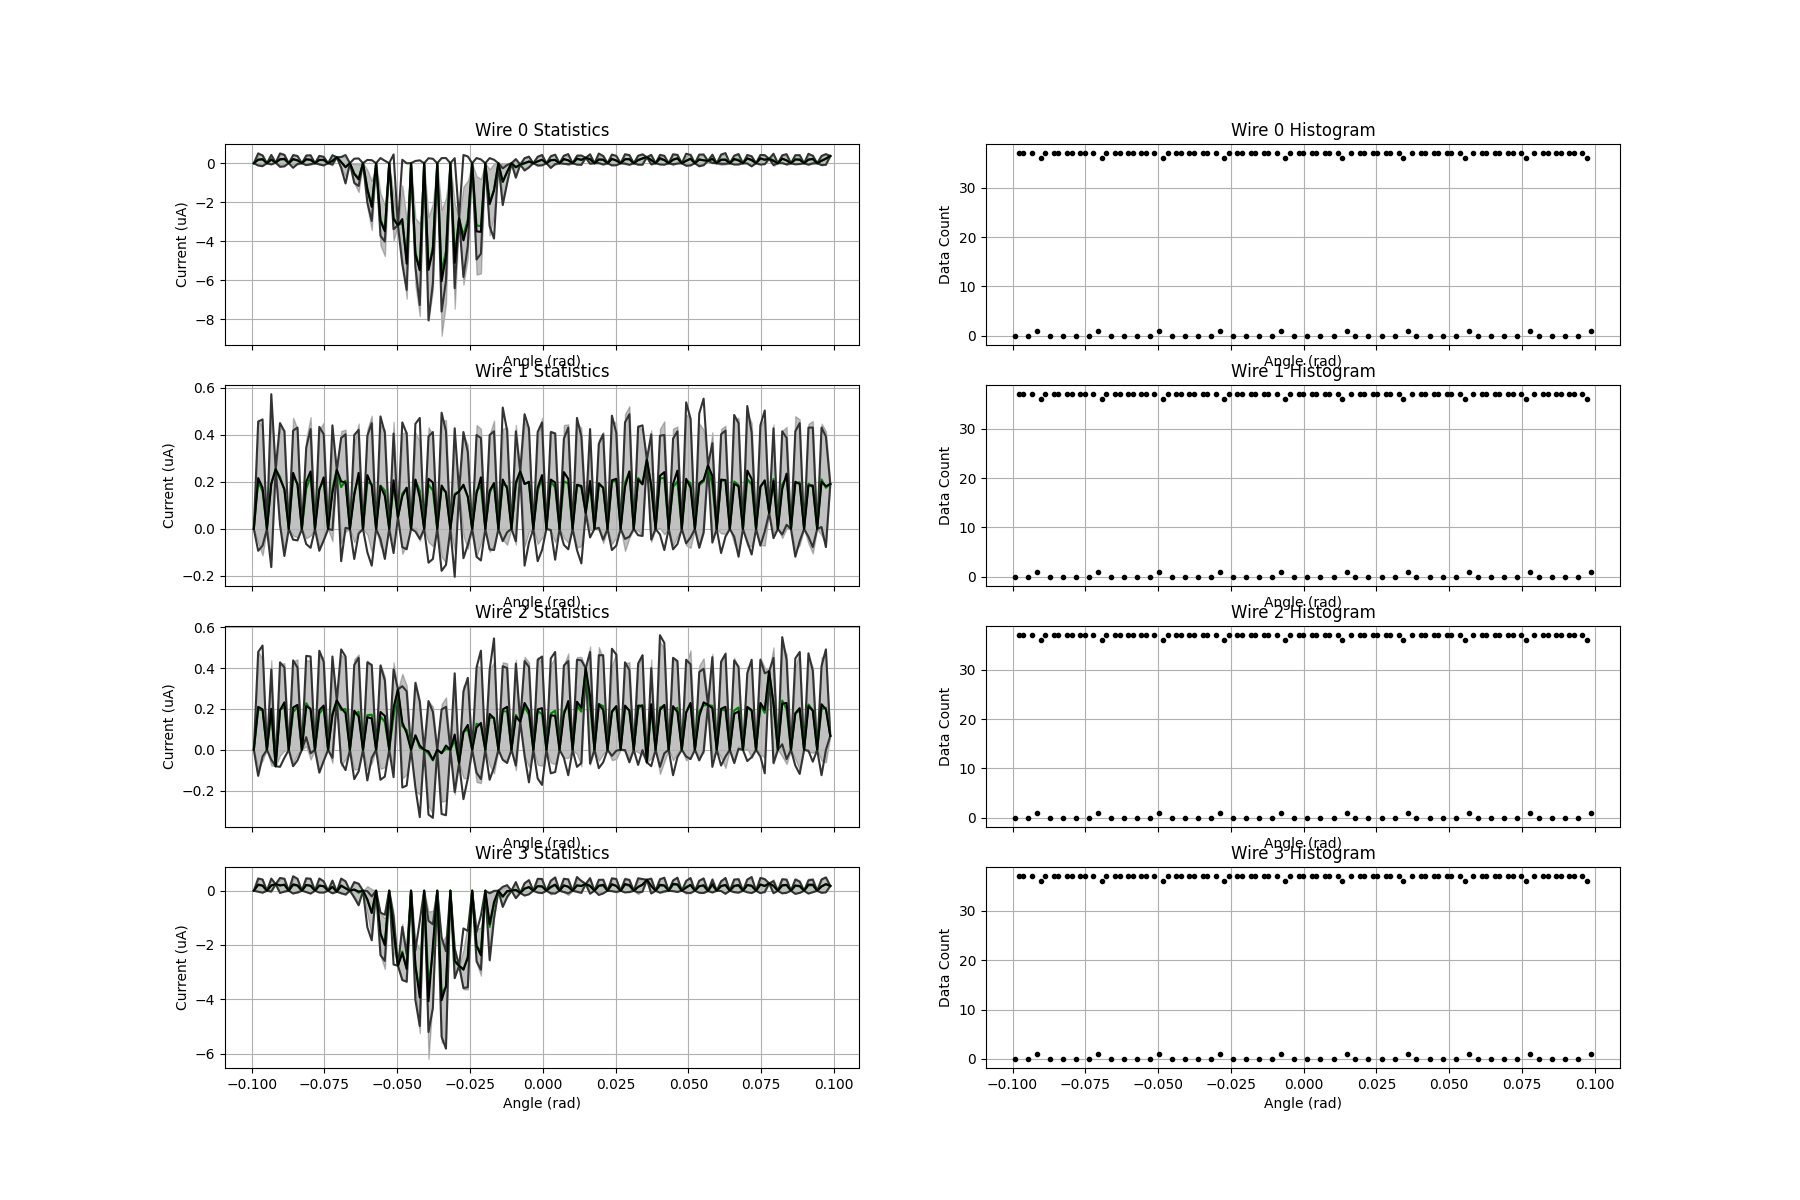 Wire 0 Statistics
Current (uA)
0
−2
−4
−6
−8
Angle (rad)
Wire 0 Histogram
Data Count
30
20
10
0
Angle (rad)
Wire 1 Statistics
Current (uA)
0.6
0.4
0.2
0.0
−0.2
Angle (rad)
Wire 1 Histogram
Data Count
30
20
10
0
Angle (rad)
Wire 2 Statistics
Current (uA)
0.6
0.4
0.2
0.0
−0.2
Angle (rad)
Wire 2 Histogram
Data Count
30
20
10
0
Angle (rad)
Wire 3 Statistics
Current (uA)
0
−2
−4
−6
−0.100 −0.075 −0.050 −0.025 0.000 0.025 0.050 0.075 0.100
Angle (rad)
Wire 3 Histogram
Data Count
30
20
10
0
−0.100 −0.075 −0.050 −0.025 0.000 0.025 0.050 0.075 0.100
Angle (rad)